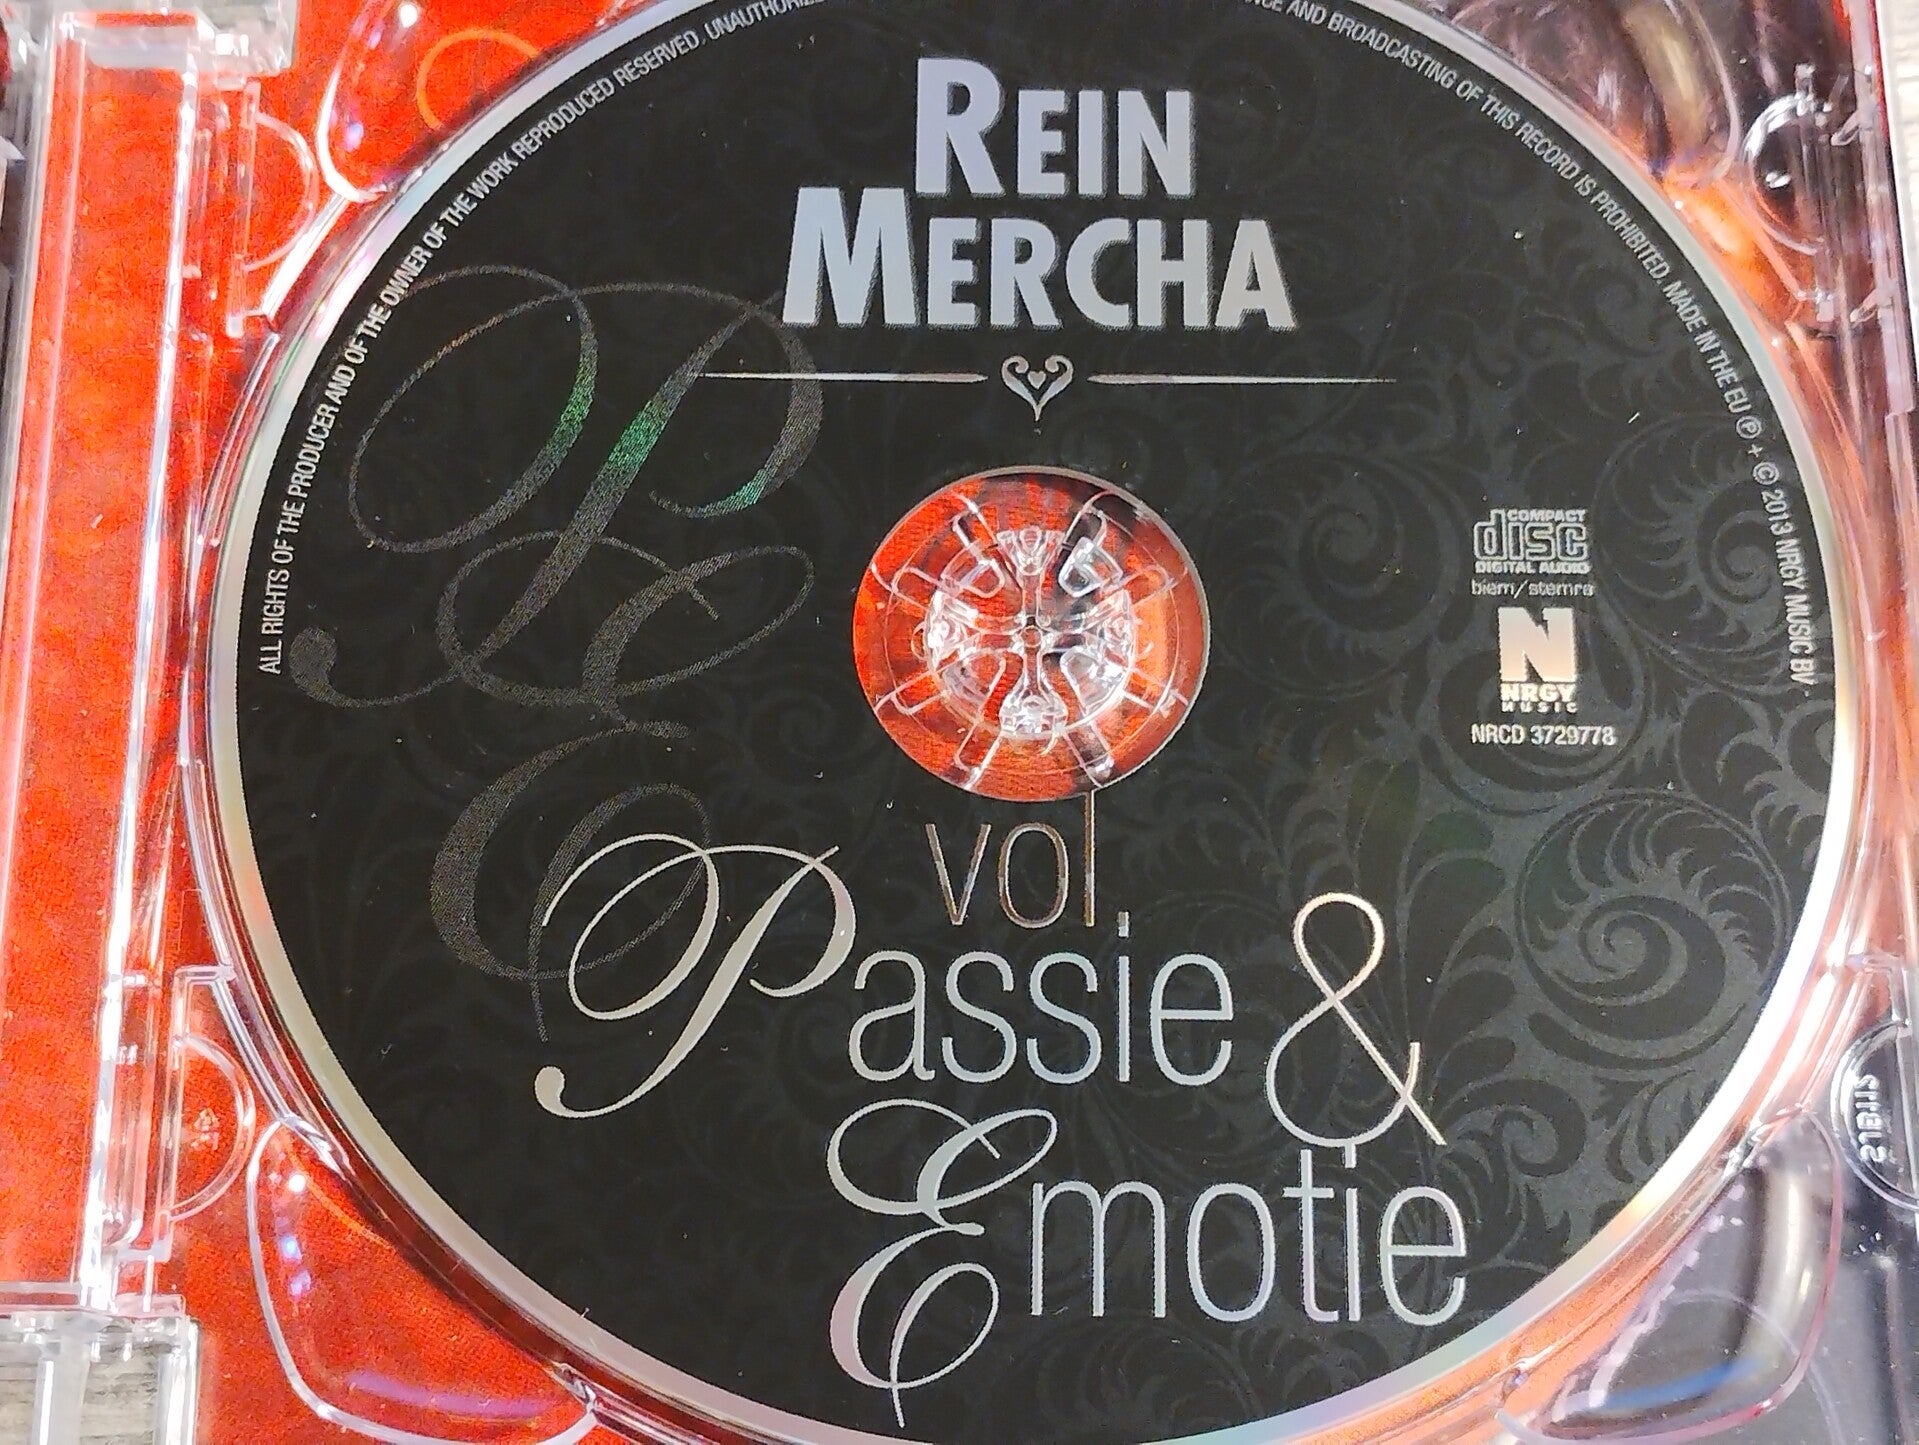 REIN
MERCHA
ALL RIGHTS OF THE PRODUCER AND OF THE OWNER OF THE WORK REPRODUCED RESERVED. UNAUTHORIZE
AND BROADCASTING OF THIS RECORD IS PROHIBITED. MADE IN THE EU ℗ + © 2013 NRGY MUSIC BV
COMPACT
disc
DIGITAL AUDIO
biem/stemra
N
NRGY
MUSIC
NRCD 3729778
PE
E
vol.
Passie &
Emotie